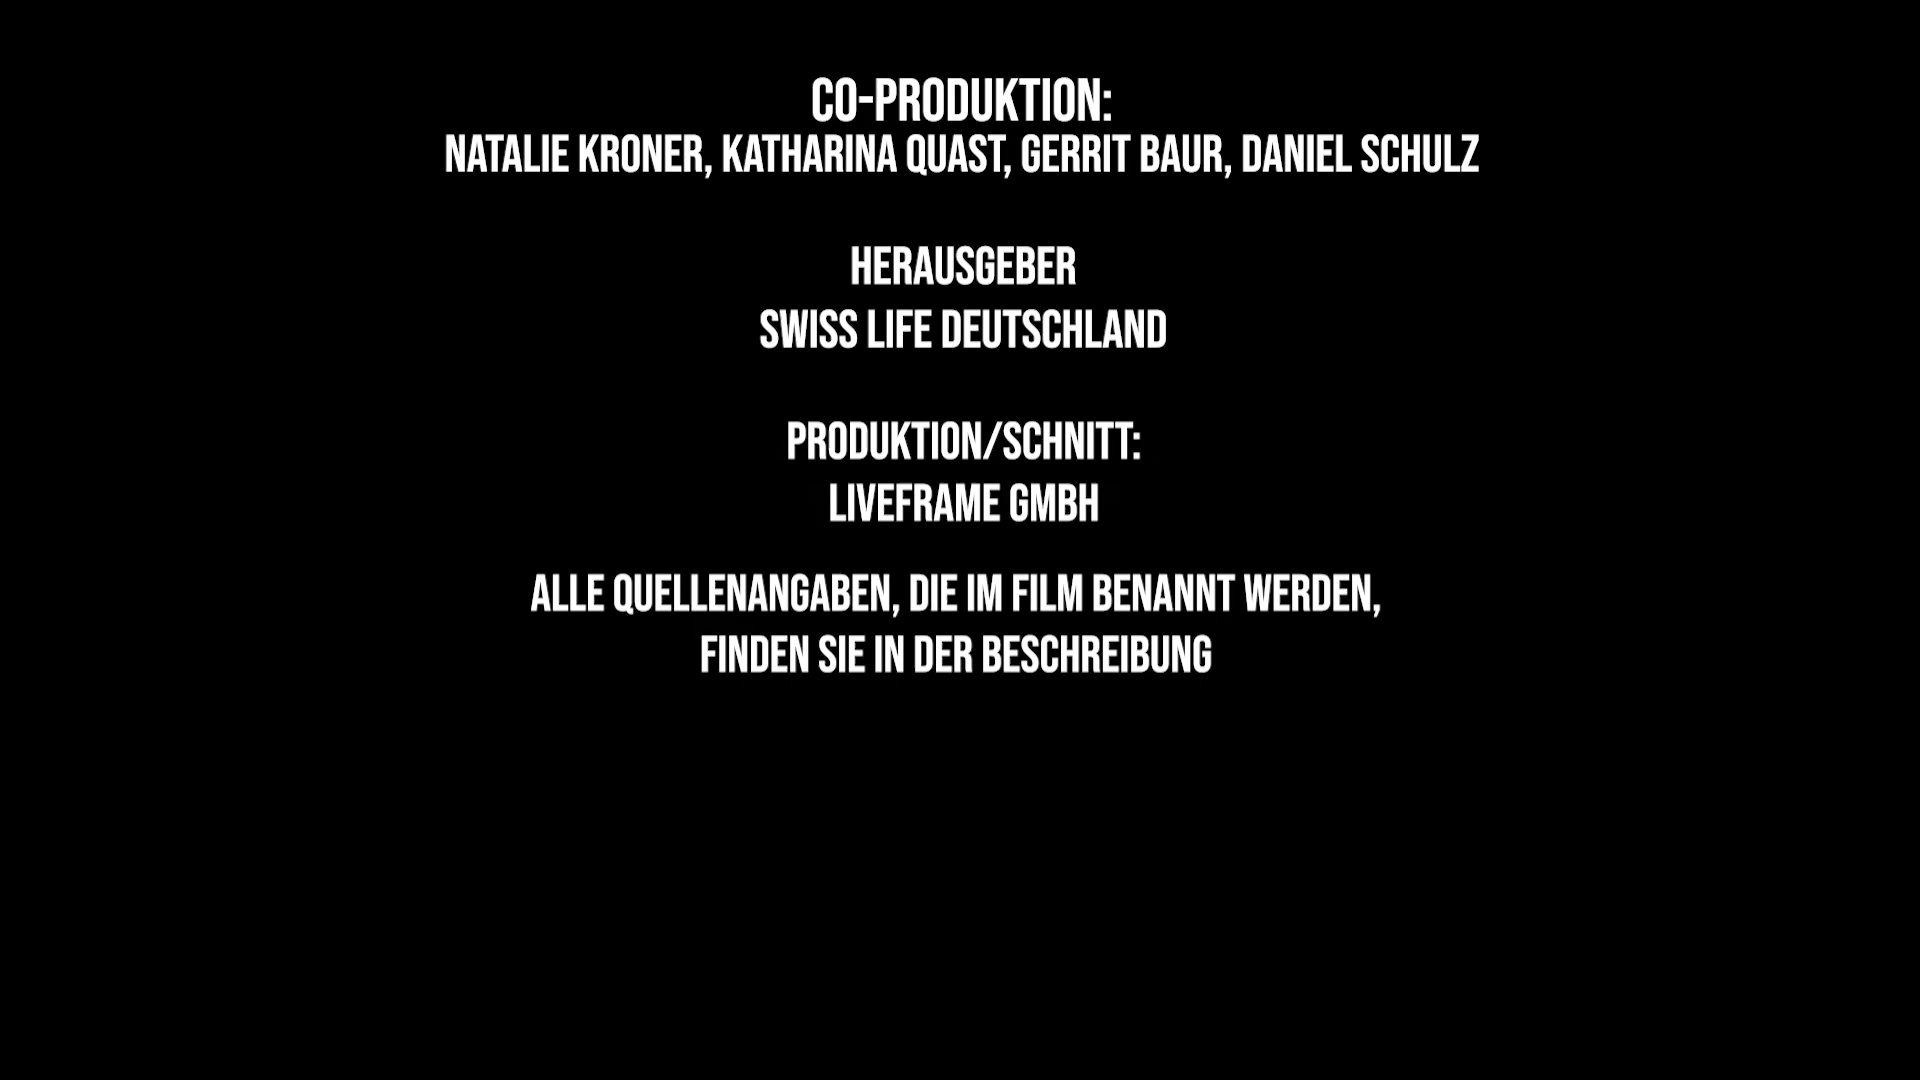 CO-PRODUKTION:
NATALIE KRONER, KATHARINA QUAST, GERRIT BAUR, DANIEL SCHULZ
HERAUSGEBER
SWISS LIFE DEUTSCHLAND
PRODUKTION/SCHNITT:
LIVEFRAME GMBH
ALLE QUELLENANGABEN, DIE IM FILM BENANNT WERDEN,
FINDEN SIE IN DER BESCHREIBUNG